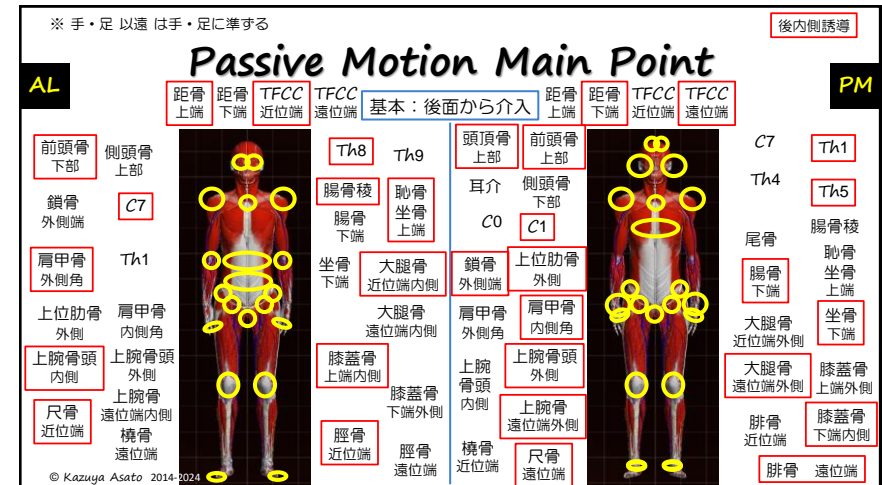 ※ 手・足 以遠 は手・足に準ずる
後内側誘導
Passive Motion Main Point
AL
PM
距骨 距骨 TFCC TFCC
上端 下端 近位端 遠位端
基本：後面から介入
距骨 距骨 TFCC TFCC
上端 下端 近位端 遠位端
前頭骨
下部
側頭骨
上部
鎖骨
外側端
C7
肩甲骨
外側角
Th1
上位肋骨
外側
肩甲骨
内側角
上腕骨頭
内側
上腕骨頭
外側
尺骨
近位端
上腕骨
遠位端内側
橈骨
遠位端
© Kazuya Asato 2014-2024
Th8
Th9
腸骨稜
腸骨
下端
恥骨
坐骨
上端
坐骨
下端
大腿骨
近位端内側
大腿骨
遠位端内側
膝蓋骨
上端内側
膝蓋骨
下端外側
脛骨
近位端
脛骨
遠位端
頭頂骨
上部
前頭骨
上部
耳介
側頭骨
下部
C0
C1
鎖骨
外側端
上位肋骨
外側
肩甲骨
外側角
肩甲骨
内側角
上腕
骨頭
内側
上腕骨頭
外側
上腕骨
遠位端外側
橈骨
近位端
尺骨
遠位端
C7
Th1
Th4
Th5
尾骨
腸骨稜
腸骨
下端
恥骨
坐骨
上端
大腿骨
近位端外側
坐骨
下端
大腿骨
遠位端外側
膝蓋骨
上端外側
腓骨
近位端
膝蓋骨
下端内側
腓骨 遠位端